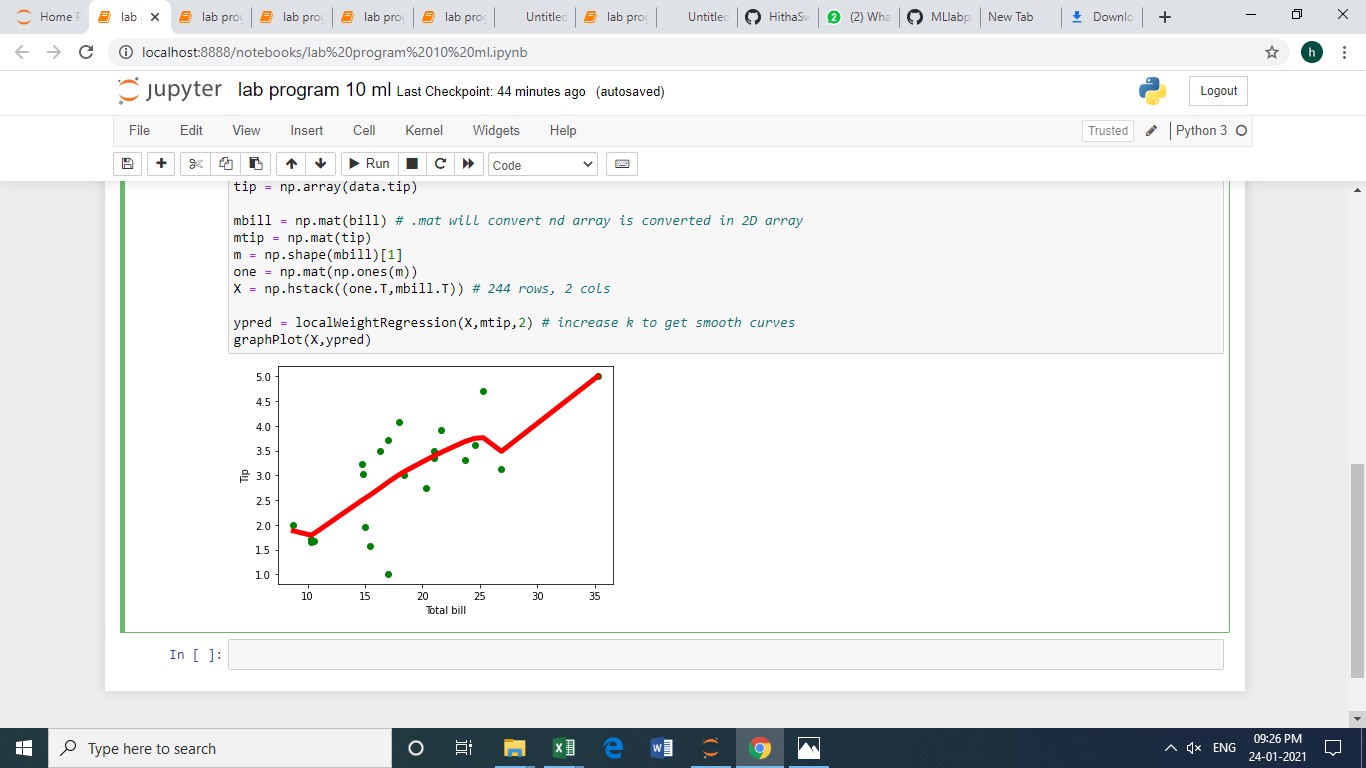 Home P
lab
lab prog
lab prog
lab prog
lab prog
Untitled
lab prog
Untitled
HithaSw
(2) Wha
MLlabp
New Tab
Downlo
localhost:8888/notebooks/lab%20program%2010%20ml.ipynb
h
jupyter lab program 10 ml Last Checkpoint: 44 minutes ago (autosaved)
Logout
File Edit View Insert Cell Kernel Widgets Help
Trusted
Python 3
Run
Code
tip = np.array(data.tip)
mbill = np.mat(bill) # .mat will convert nd array is converted in 2D array
mtip = np.mat(tip)
m = np.shape(mbill)[1]
one = np.mat(np.ones(m))
X = np.hstack((one.T,mbill.T)) # 244 rows, 2 cols
ypred = localWeightRegression(X,mtip,2) # increase k to get smooth curves
graphPlot(X,ypred)
5.0
4.5
4.0
3.5
3.0
2.5
2.0
1.5
1.0
Tip
10 15 20 25 30 35
Total bill
In [ ]:
Type here to search
ENG
09:26 PM
24-01-2021